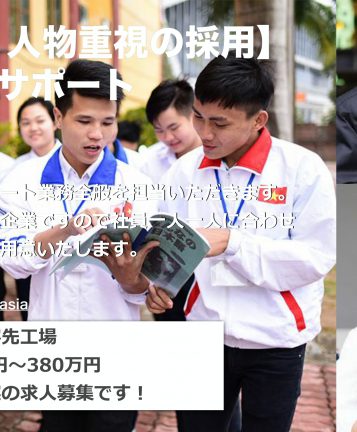 人物重視の採用】
サポート
ート業務全般を担当いただきます。
企業ですので社員一人一人に合わせ
用意いたします。
asia
先工場
円～380万円
の求人募集です！